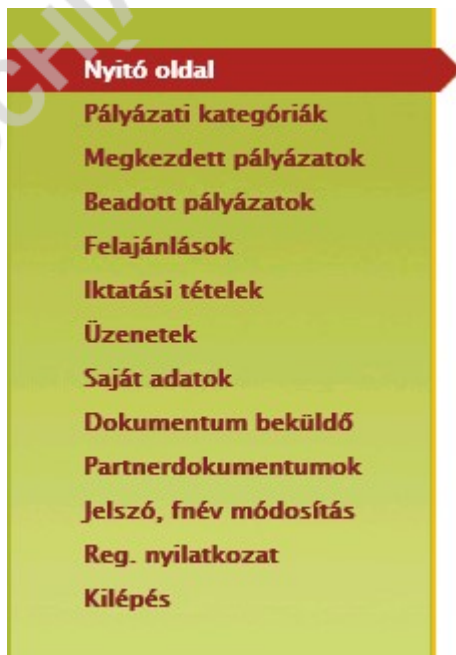 Nyitó oldal
Pályázati kategóriák
Megkezdett pályázatok
Beadott pályázatok
Felajánlások
Iktatási tételek
Üzenetek
Saját adatok
Dokumentum beküldő
Partnerdokumentumok
Jelszó, fnév módosítás
Reg. nyilatkozat
Kilépés